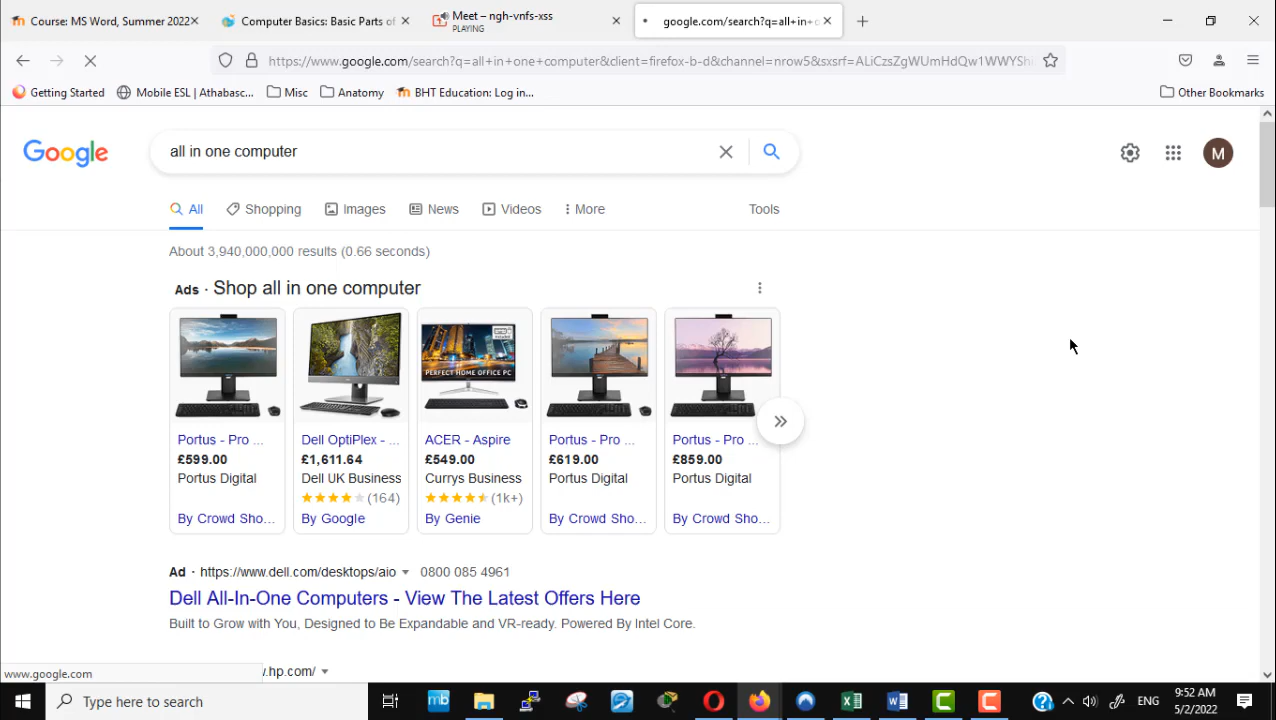 Course: MS Word, Summer 2022
Computer Basics: Basic Parts of
Meet – ngh-vnfs-xss
PLAYING
google.com/search?q=all+in+o
https://www.google.com/search?q=all+in+one+computer&client=firefox-b-d&channel=nrow5&sxsrf=ALiCzsZgWUmHdQw1WWYSh
Getting Started
Mobile ESL | Athabasc...
Misc
Anatomy
BHT Education: Log in...
Other Bookmarks
Google
all in one computer
M
All
Shopping
Images
News
Videos
More
Tools
About 3,940,000,000 results (0.66 seconds)
Ads · Shop all in one computer
PERFECT HOME OFFICE PC
Portus - Pro ...
Dell OptiPlex - ...
ACER - Aspire
Portus - Pro ...
Portus - Pro ...
£599.00
£1,611.64
£549.00
£619.00
£859.00
Portus Digital
Dell UK Business
Currys Business
Portus Digital
Portus Digital
(164)
(1k+)
By Crowd Sho...
By Google
By Genie
By Crowd Sho...
By Crowd Sho...
Ad · https://www.dell.com/desktops/aio
0800 085 4961
Dell All-In-One Computers - View The Latest Offers Here
Built to Grow with You, Designed to Be Expandable and VR-ready. Powered By Intel Core.
www.google.com
.hp.com/
Type here to search
mb
ENG
9:52 AM
5/2/2022